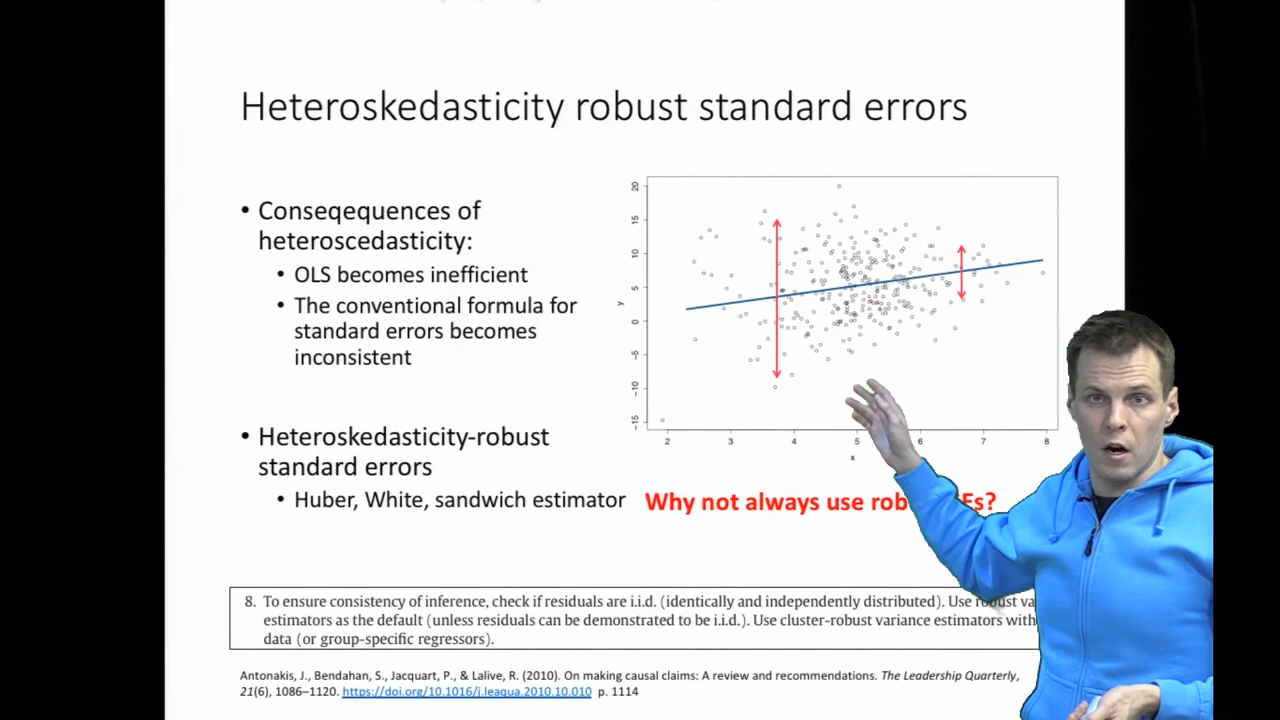 Heteroskedasticity robust standard errors
• Conseqequences of
heteroscedasticity:
• OLS becomes inefficient
• The conventional formula for
standard errors becomes
inconsistent
• Heteroskedasticity-robust
standard errors
• Huber, White, sandwich estimator
20
15
10
5
0
-5
-10
-15
y
2 3 4 5 6 7 8
x
Why not always use rob Es?
8. To ensure consistency of inference, check if residuals are i.i.d. (identically and independently distributed). Use robust va
estimators as the default (unless residuals can be demonstrated to be i.i.d.). Use cluster-robust variance estimators with
data (or group-specific regressors).
Antonakis, J., Bendahan, S., Jacquart, P., & Lalive, R. (2010). On making causal claims: A review and recommendations. The Leadership Quarterly,
21(6), 1086–1120. https://doi.org/10.1016/j.leaqua.2010.10.010 p. 1114